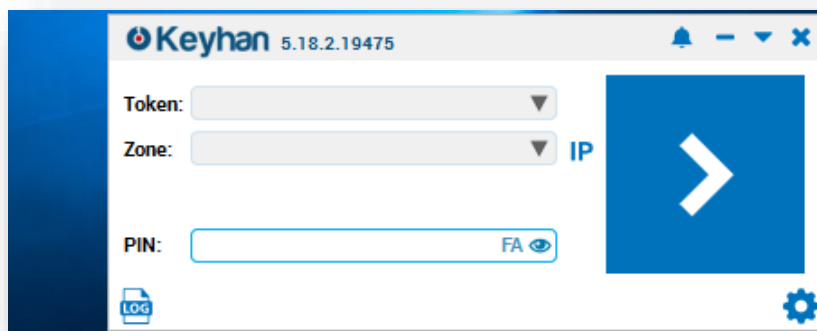 Keyhan 5.18.2.19475
Token:
Zone:
IP
PIN:
FA
LOG